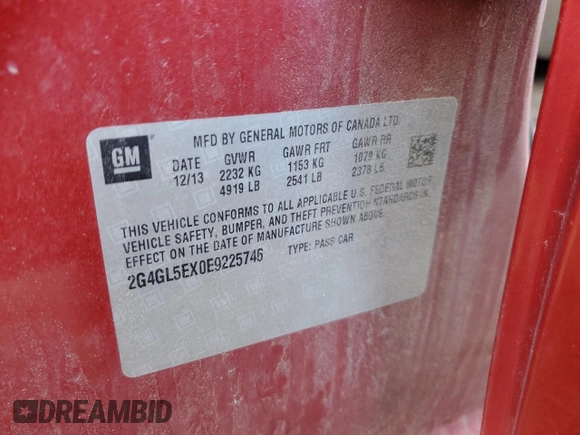 GM
MFD BY GENERAL MOTORS OF CANADA LTD.
DATE GVWR GAWR FRT GAWR RR
12/13 2232 KG 1153 KG 1079 KG
4919 LB 2541 LB 2378 LB
THIS VEHICLE CONFORMS TO ALL APPLICABLE U.S. FEDERAL MOTOR
VEHICLE SAFETY, BUMPER, AND THEFT PREVENTION STANDARDS IN
EFFECT ON THE DATE OF MANUFACTURE SHOWN ABOVE.
2G4GL5EX0E9225746 TYPE: PASS CAR
DREAMBID